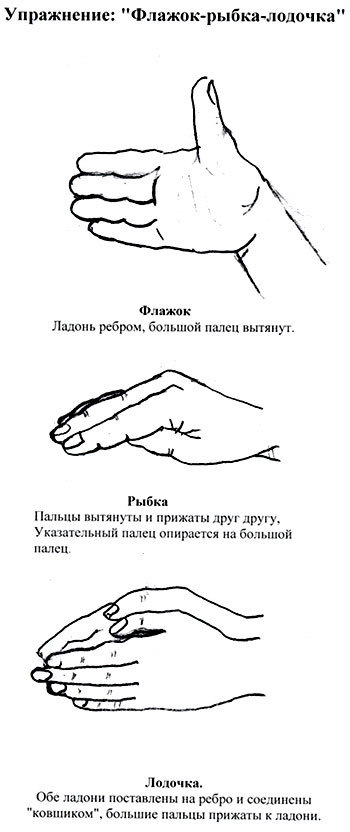 Упражнение: "Флажок-рыбка-лодочка"
Флажок
Ладонь ребром, большой палец вытянут.
Рыбка
Пальцы вытянуты и прижаты друг другу,
Указательный палец опирается на большой
палец.
Лодочка.
Обе ладони поставлены на ребро и соединены
"ковшиком", большие пальцы прижаты к ладони.